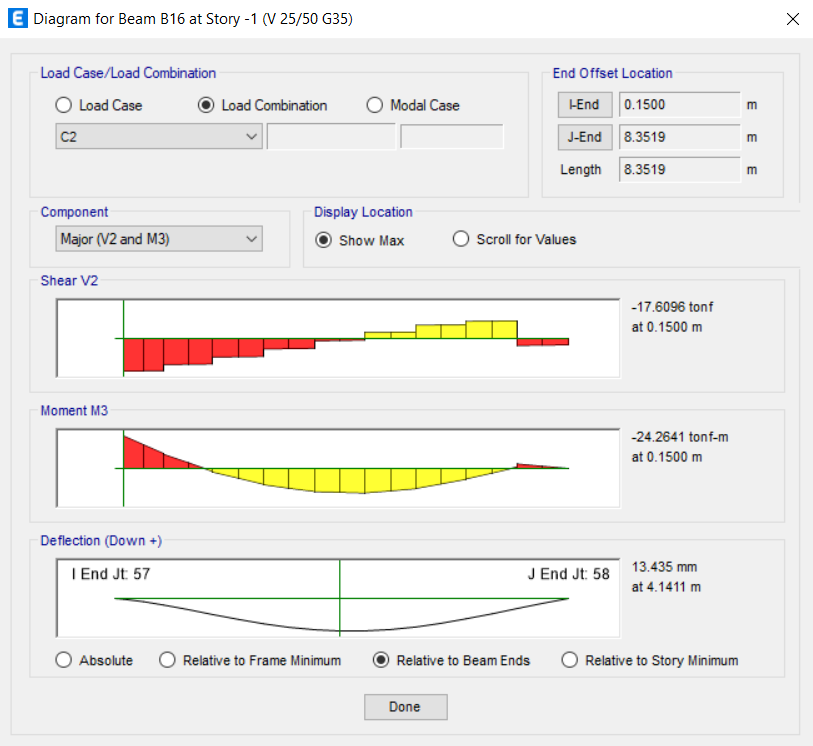 E Diagram for Beam B16 at Story -1 (V 25/50 G35)
Load Case/Load Combination
Load Case Load Combination Modal Case
C2
End Offset Location
I-End 0.1500 m
J-End 8.3519 m
Length 8.3519 m
Component
Major (V2 and M3)
Display Location
Show Max Scroll for Values
Shear V2
-17.6096 tonf
at 0.1500 m
Moment M3
-24.2641 tonf-m
at 0.1500 m
Deflection (Down +)
I End Jt: 57 J End Jt: 58
13.435 mm
at 4.1411 m
Absolute Relative to Frame Minimum Relative to Beam Ends Relative to Story Minimum
Done